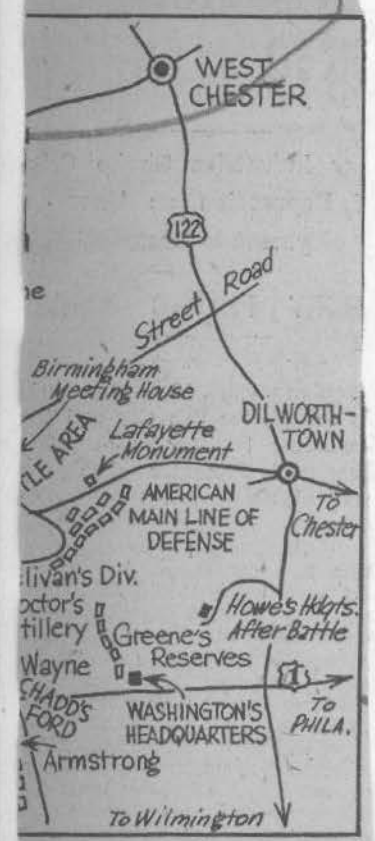 WEST
CHESTER
122
ne
Street Road
Birmingham
Meeting House
DILWORTH-
TOWN
TLE AREA
Lafayette
Monument
To
Chester
AMERICAN
MAIN LINE OF
DEFENSE
livan's Div.
octor's
tillery
Howe's Hdqts.
After Battle
Greene's
Reserves
Wayne
CHADD'S
FORD
1
WASHINGTON'S
HEADQUARTERS
To
PHILA.
Armstrong
To Wilmington